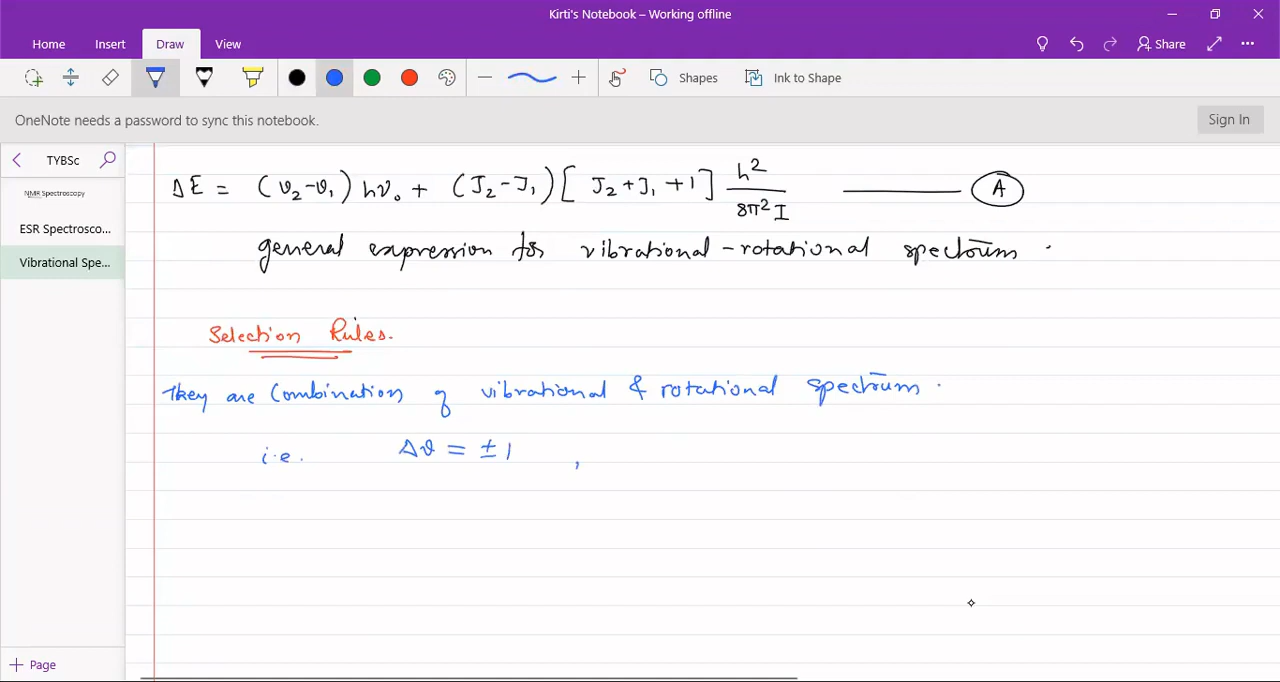 Kirti's Notebook – Working offline
Home Insert Draw View Share
Shapes Ink to Shape
OneNote needs a password to sync this notebook. Sign In
TYBSc
NMR Spectroscopy
ESR Spectrosco...
Vibrational Spe...
ΔE = (υ₂-υ₁) hν₀ + (J₂-J₁) [ J₂+J₁ +1 ] h²/8π²I ——— A
general expression for vibrational-rotational spectrum.
Selection Rules.
They are combination of vibrational & rotational spectrum.
i.e. Δϑ = ±1 ,
+ Page